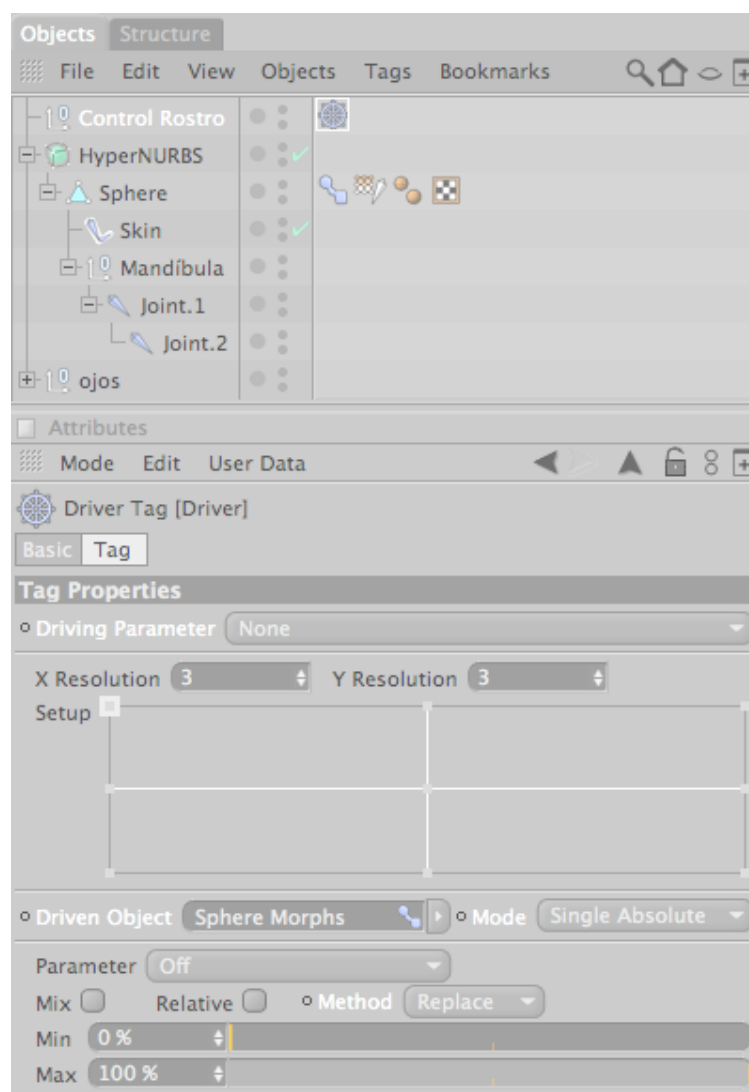 Objects Structure
File Edit View Objects Tags Bookmarks
Control Rostro
HyperNURBS
Sphere
Skin
Mandíbula
Joint.1
Joint.2
ojos
Attributes
Mode Edit User Data
Driver Tag [Driver]
Basic Tag
Tag Properties
Driving Parameter None
X Resolution 3 Y Resolution 3
Setup
Driven Object Sphere Morphs Mode Single Absolute
Parameter Off
Mix Relative Method Replace
Min 0 %
Max 100 %